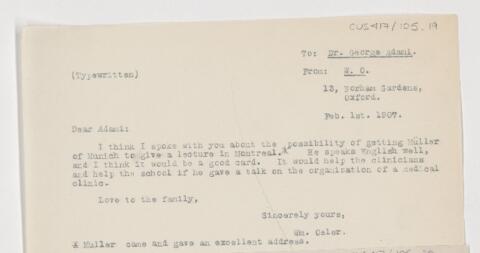 CUS417/105.19
To: Dr. George Adami.
(Typewritten)
From: W. O.
13, Norham Gardens,
Oxford.
Feb. 1st. 1907.
Dear Adami:
I think I spoke with you about the possibility of getting Müller
of Munich to give a lecture in Montreal.* He speaks English well,
and I think it would be a good card. It would help the clinicians
and help the school if he gave a talk on the organisation of a medical
clinic.
Love to the family,
Sincerely yours,
Wm. Osler.
* Muller came and gave an excellent address.